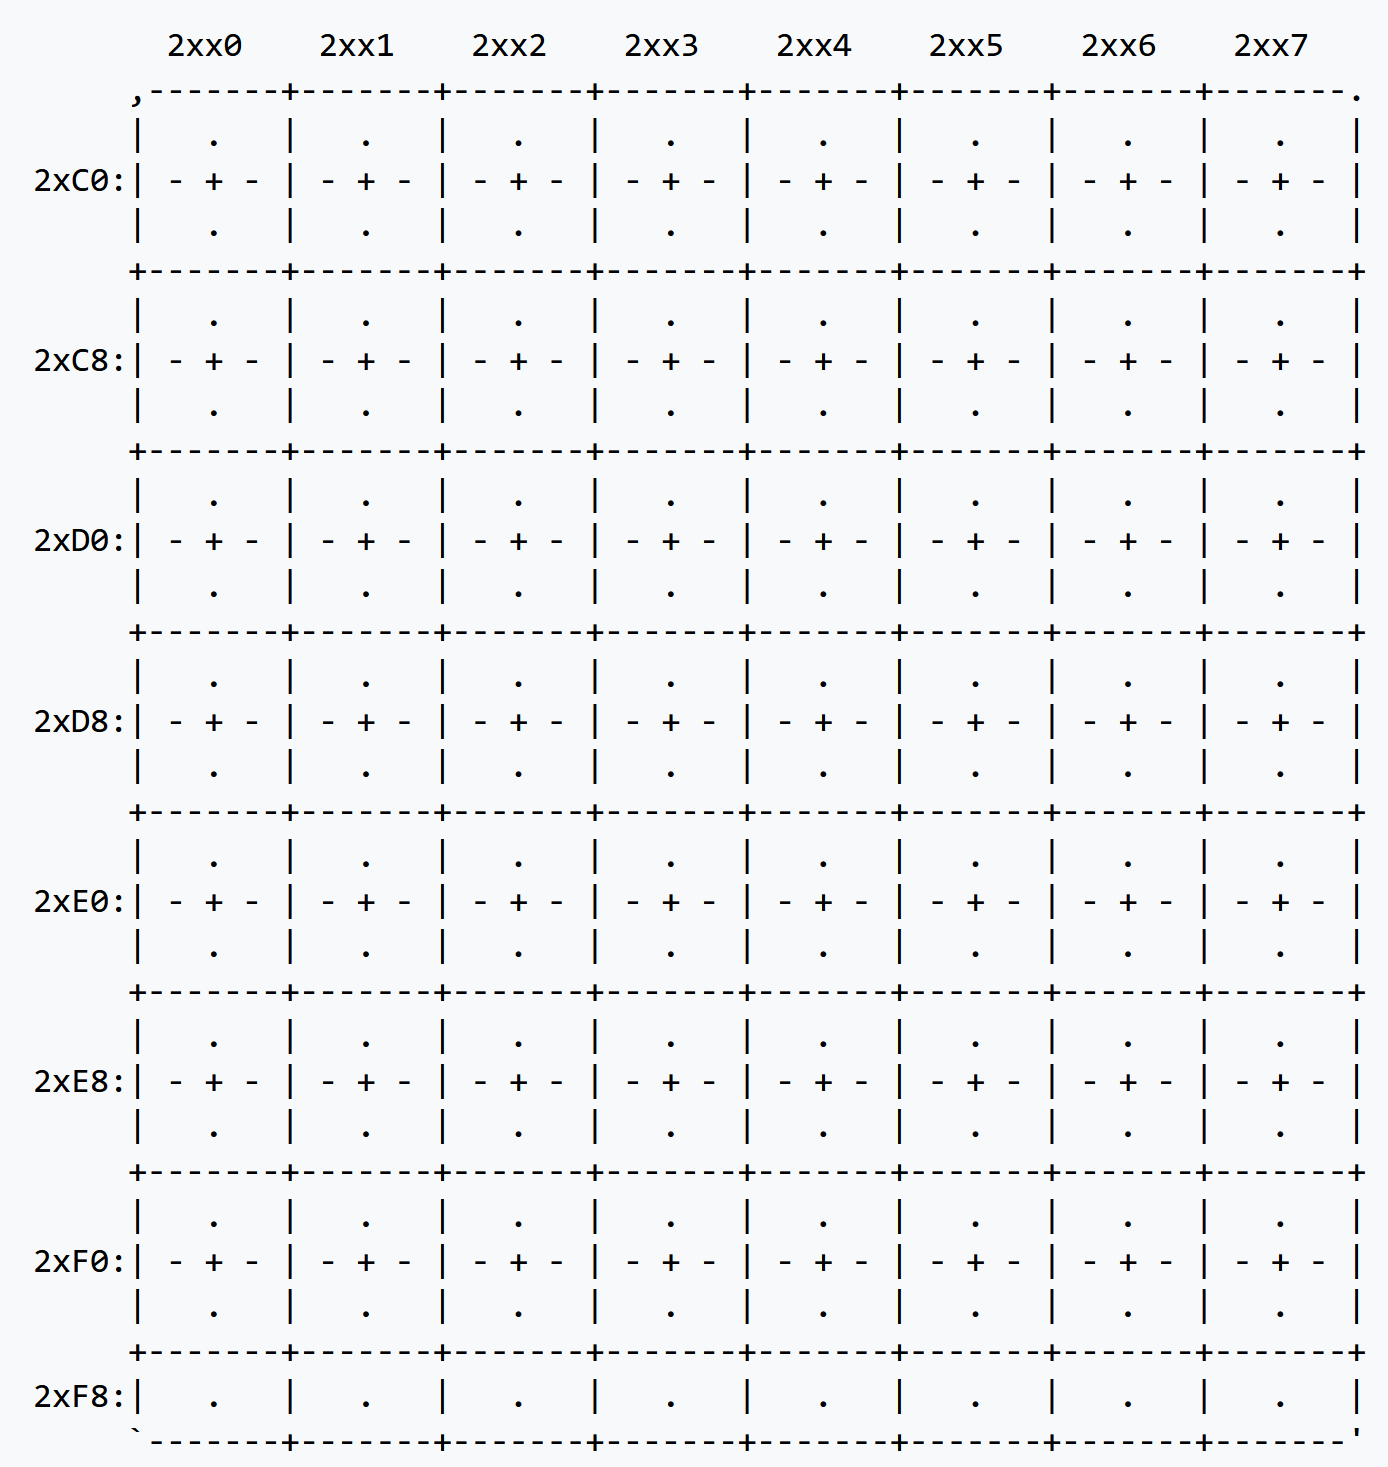 2xx0    2xx1    2xx2    2xx3    2xx4    2xx5    2xx6    2xx7
     ,-------+-------+-------+-------+-------+-------+-------+-------.
     |   .   |   .   |   .   |   .   |   .   |   .   |   .   |   .   |
2xC0:| - + - | - + - | - + - | - + - | - + - | - + - | - + - | - + - |
     |   .   |   .   |   .   |   .   |   .   |   .   |   .   |   .   |
     +-------+-------+-------+-------+-------+-------+-------+-------+
     |   .   |   .   |   .   |   .   |   .   |   .   |   .   |   .   |
2xC8:| - + - | - + - | - + - | - + - | - + - | - + - | - + - | - + - |
     |   .   |   .   |   .   |   .   |   .   |   .   |   .   |   .   |
     +-------+-------+-------+-------+-------+-------+-------+-------+
     |   .   |   .   |   .   |   .   |   .   |   .   |   .   |   .   |
2xD0:| - + - | - + - | - + - | - + - | - + - | - + - | - + - | - + - |
     |   .   |   .   |   .   |   .   |   .   |   .   |   .   |   .   |
     +-------+-------+-------+-------+-------+-------+-------+-------+
     |   .   |   .   |   .   |   .   |   .   |   .   |   .   |   .   |
2xD8:| - + - | - + - | - + - | - + - | - + - | - + - | - + - | - + - |
     |   .   |   .   |   .   |   .   |   .   |   .   |   .   |   .   |
     +-------+-------+-------+-------+-------+-------+-------+-------+
     |   .   |   .   |   .   |   .   |   .   |   .   |   .   |   .   |
2xE0:| - + - | - + - | - + - | - + - | - + - | - + - | - + - | - + - |
     |   .   |   .   |   .   |   .   |   .   |   .   |   .   |   .   |
     +-------+-------+-------+-------+-------+-------+-------+-------+
     |   .   |   .   |   .   |   .   |   .   |   .   |   .   |   .   |
2xE8:| - + - | - + - | - + - | - + - | - + - | - + - | - + - | - + - |
     |   .   |   .   |   .   |   .   |   .   |   .   |   .   |   .   |
     +-------+-------+-------+-------+-------+-------+-------+-------+
     |   .   |   .   |   .   |   .   |   .   |   .   |   .   |   .   |
2xF0:| - + - | - + - | - + - | - + - | - + - | - + - | - + - | - + - |
     |   .   |   .   |   .   |   .   |   .   |   .   |   .   |   .   |
     +-------+-------+-------+-------+-------+-------+-------+-------+
2xF8:|   .   |   .   |   .   |   .   |   .   |   .   |   .   |   .   |
     `-------+-------+-------+-------+-------+-------+-------+-------'